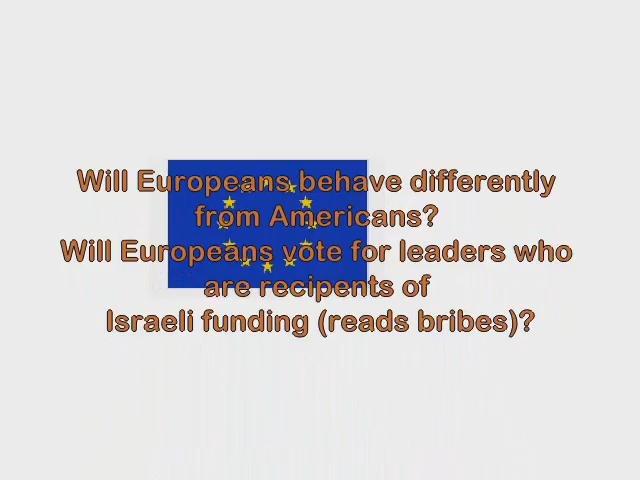 Will Europeans behave differently
from Americans?
Will Europeans vote for leaders who
are recipents of
Israeli funding (reads bribes)?